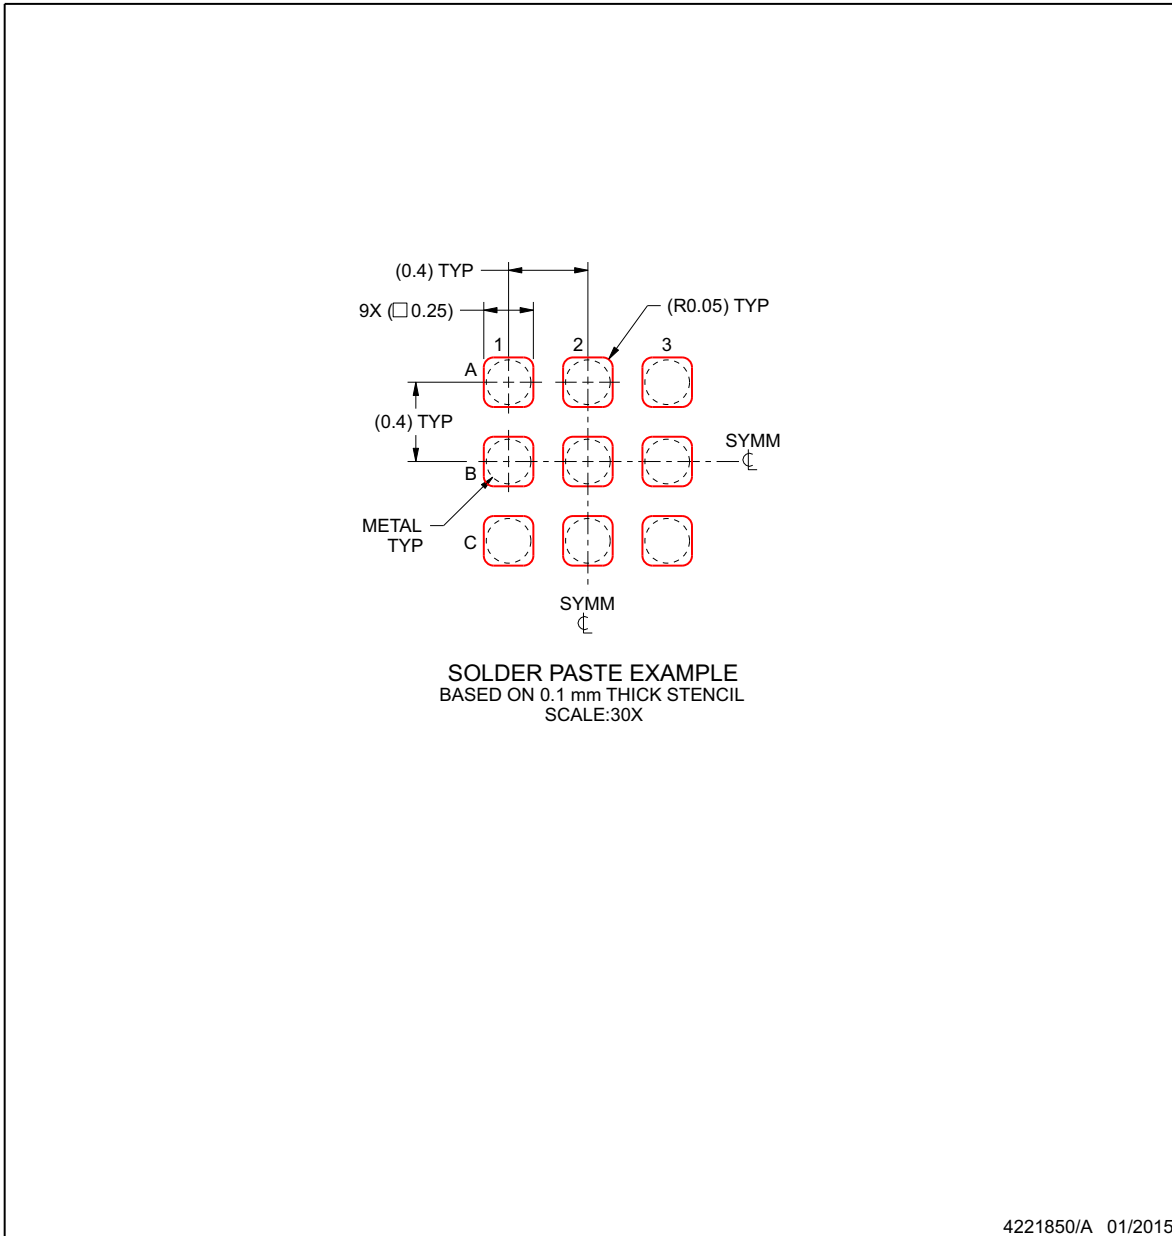 (0.4) TYP
9X (□ 0.25)
(R0.05) TYP
1
2
3
A
(0.4) TYP
SYMM
℄
B
METAL
TYP
C
SYMM
℄
SOLDER PASTE EXAMPLE
BASED ON 0.1 mm THICK STENCIL
SCALE:30X
4221850/A 01/2015